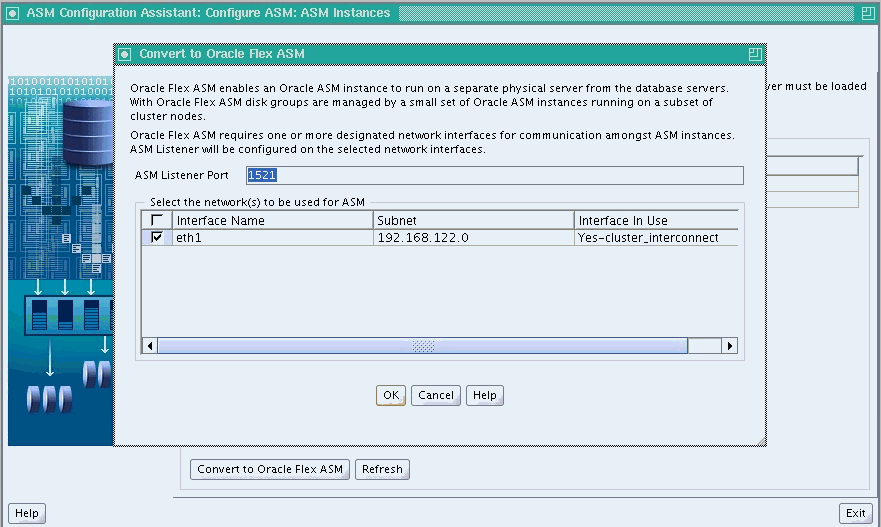 ASM Configuration Assistant: Configure ASM: ASM Instances
Convert to Oracle Flex ASM
Oracle Flex ASM enables an Oracle ASM instance to run on a separate physical server from the database servers.
With Oracle Flex ASM disk groups are managed by a small set of Oracle ASM instances running on a subset of
cluster nodes.
must be loaded
Oracle Flex ASM requires one or more designated network interfaces for communication amongst ASM instances.
ASM Listener will be configured on the selected network interfaces.
ASM Listener Port 1521
Select the network(s) to be used for ASM
Interface Name Subnet Interface In Use
eth1 192.168.122.0 Yes-cluster_interconnect
OK Cancel Help
Convert to Oracle Flex ASM Refresh
Help Exit